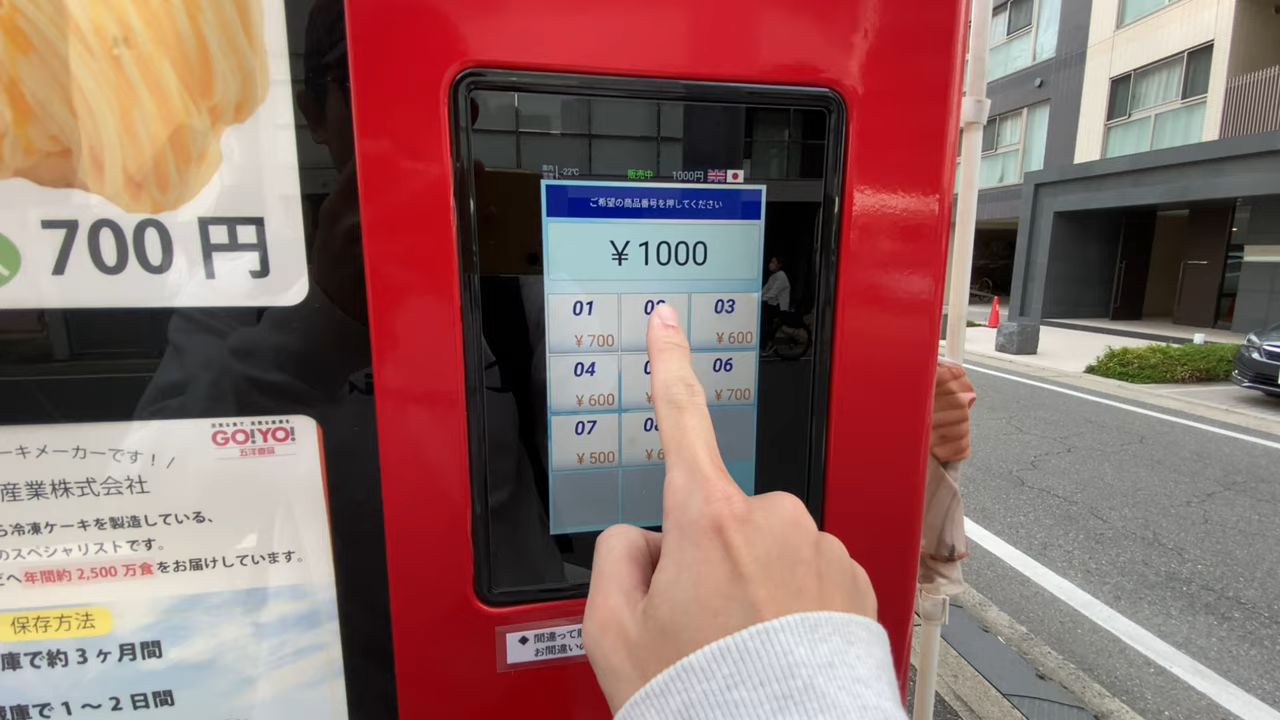 700円
GO!YO!
五洋食品
ーキメーカーです!
産業株式会社
ら冷凍ケーキを製造している、
のスペシャリストです。
へ年間約2,500万食をお届けしています。
保存方法
庫で約3ヶ月間
蔵庫で1〜2日間
-22℃
販売中
1000円
ご希望の商品番号を押してください
¥1000
01
03
¥700
¥600
04
06
¥600
¥700
07
¥500
◆間違って
お間違いの